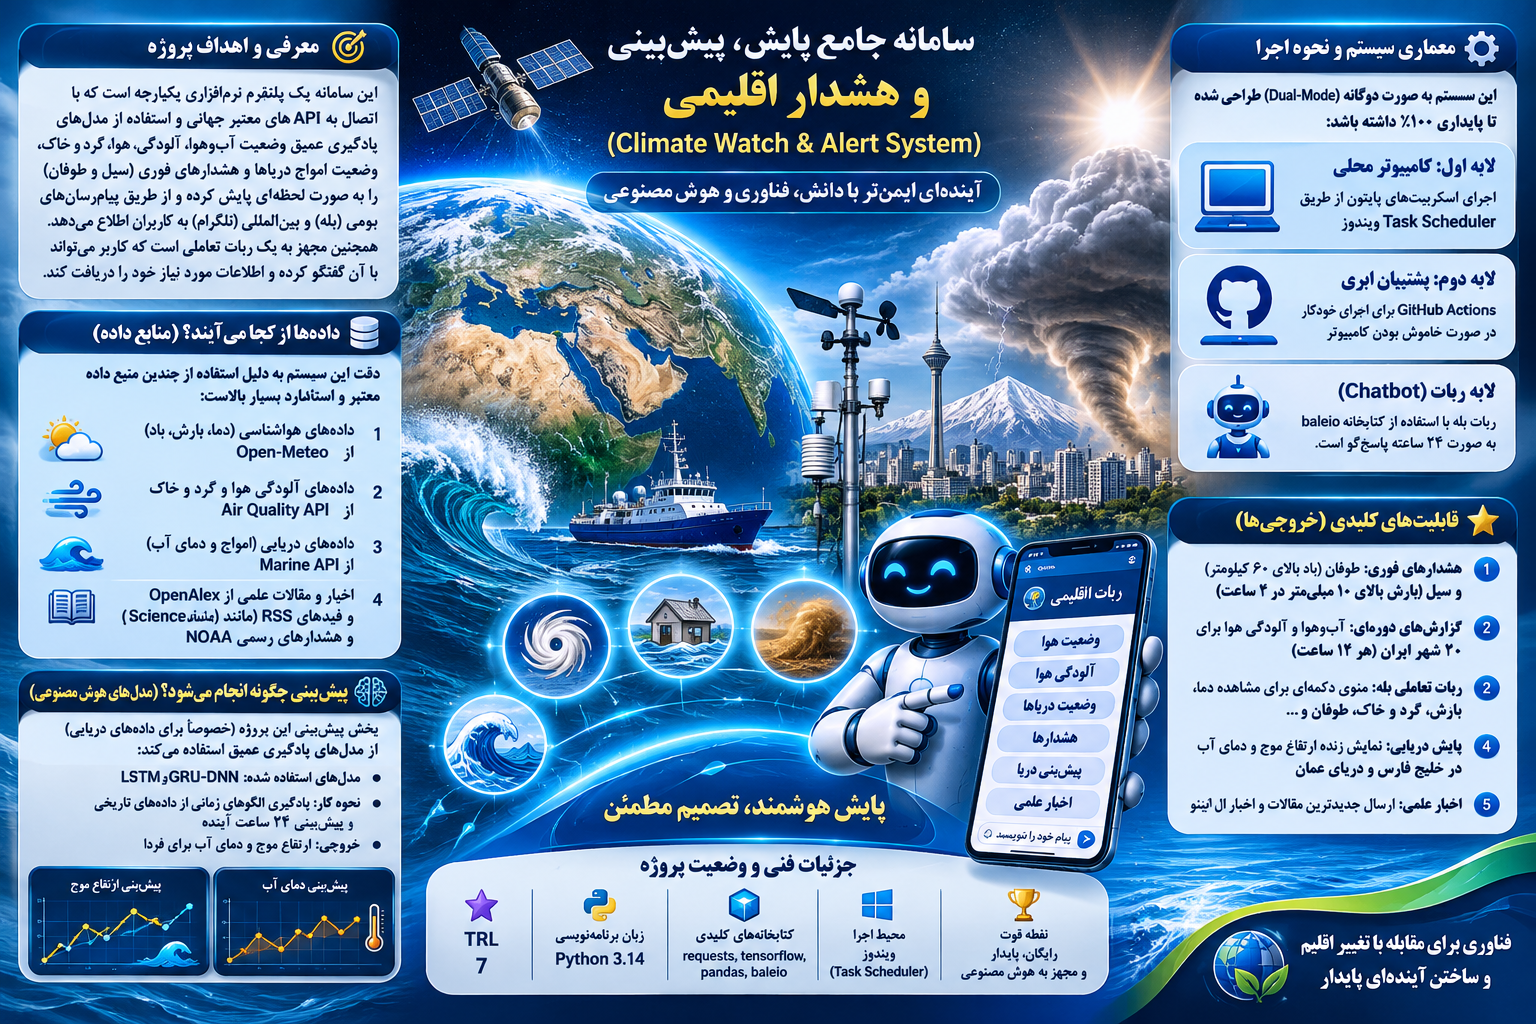 سامانه جامع پایش، پیش‌بینی
و هشدار اقلیمی
(Climate Watch & Alert System)
آینده‌ای ایمن‌تر با دانش، فناوری و هوش مصنوعی
معرفی و اهداف پروژه
این سامانه یک پلتفرم نرم‌افزاری یکپارچه است که با
اتصال به API های معتبر جهانی و استفاده از مدل‌های
یادگیری عمیق وضعیت آب‌وهوا، آلودگی، هوا، گرد و خاک،
وضعیت امواج دریاها و هشدارهای فوری (سیل و طوفان)
را به صورت لحظه‌ای پایش کرده و از طریق پیام‌رسان‌های
بومی (بله) و بین‌المللی (تلگرام) به کاربران اطلاع می‌دهد.
همچنین مجهز به یک ربات تعاملی است که کاربر می‌تواند
با آن گفتگو کرده و اطلاعات مورد نیاز خود را دریافت کند.
داده‌ها از کجا می‌آیند؟ (منابع داده)
دقت این سیستم به دلیل استفاده از چندین منبع داده
معتبر و استاندارد بسیار بالاست:
1 داده‌های هواشناسی (دما، بارش، باد)
از Open-Meteo
2 داده‌های آلودگی هوا و گرد و خاک
از Air Quality API
3 داده‌های دریایی (امواج و دمای آب)
از Marine API
4 اخبار و مقالات علمی از OpenAlex
و فیدهای RSS (مانند Science)
و هشدارهای رسمی NOAA
پیش‌بینی چگونه انجام می‌شود؟ (مدل‌های هوش مصنوعی)
بخش پیش‌بینی این پروژه (خصوصاً برای داده‌های دریایی)
از مدل‌های یادگیری عمیق استفاده می‌کند:
• مدل‌های استفاده شده: GRU-DNN و LSTM
• نحوه کار: یادگیری الگوهای زمانی از داده‌های تاریخی
و پیش‌بینی ۲۴ ساعت آینده
• خروجی: ارتفاع موج و دمای آب برای فردا
پیش‌بینی دمای آب
پیش‌بینی ارتفاع موج
معماری سیستم و نحوه اجرا
این سیستم به صورت دوگانه (Dual-Mode) طراحی شده
تا پایداری ۱۰۰٪ داشته باشد:
لایه اول: کامپیوتر محلی
اجرای اسکریپت‌های پایتون از طریق
Task Scheduler ویندوز
لایه دوم: پشتیبان ابری
GitHub Actions برای اجرای خودکار
در صورت خاموش بودن کامپیوتر
لایه ربات (Chatbot)
ربات بله با استفاده از کتابخانه baleio
به صورت ۲۴ ساعته پاسخ‌گو است.
قابلیت‌های کلیدی (خروجی‌ها)
1 هشدارهای فوری: طوفان (باد بالای ۶۰ کیلومتر)
و سیل (بارش بالای ۱۰ میلی‌متر در ۴ ساعت)
2 گزارش‌های دوره‌ای: آب‌وهوا و آلودگی هوا برای
۲۰ شهر ایران (هر ۱۴ ساعت)
2 ربات تعاملی بله: منوی دکمه‌ای برای مشاهده دما،
بارش، گرد و خاک، طوفان و ...
4 پایش دریایی: نمایش زنده ارتفاع موج و دمای آب
در خلیج فارس و دریای عمان
5 اخبار علمی: ارسال جدیدترین مقالات و اخبار
ربات اقلیمی
وضعیت هوا
آلودگی هوا
وضعیت دریاها
هشدارها
پیش‌بینی دریا
اخبار علمی
پیام خود را بنویسید
پایش هوشمند، تصمیم مطمئن
جزئیات فنی و وضعیت پروژه
نقطه قوت
رایگان، پایدار
و مجهز به هوش مصنوعی
محیط اجرا
ویندوز
(Task Scheduler)
کتابخانه‌های کلیدی
requests, tensorflow,
pandas, baleio
زبان برنامه‌نویسی
Python 3.14
TRL
7
فناوری برای مقابله با تغییر اقلیم
و ساختن آینده‌ای پایدار